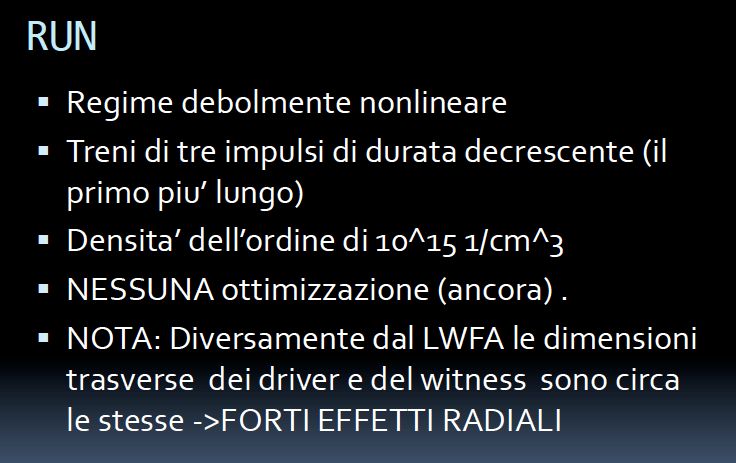 RUN
▪ Regime debolmente nonlineare
▪ Treni di tre impulsi di durata decrescente (il
primo piu' lungo)
▪ Densita' dell'ordine di 10^15 1/cm^3
▪ NESSUNA ottimizzazione (ancora) .
▪ NOTA: Diversamente dal LWFA le dimensioni
trasverse dei driver e del witness sono circa
le stesse ->FORTI EFFETTI RADIALI